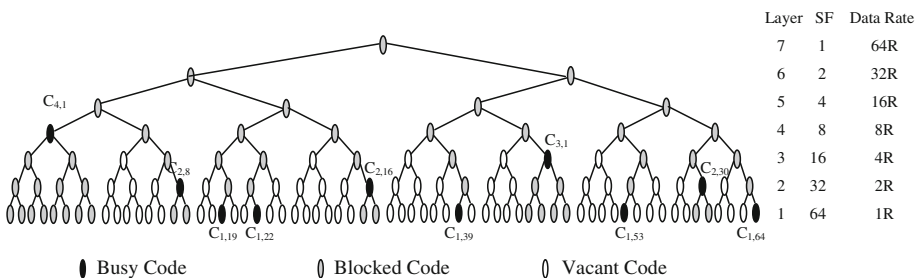 Layer SF Data Rate
7 1 64R
6 2 32R
5 4 16R
C4,1
4 8 8R
C3,1
3 16 4R
C2,8 C2,16 C2,30
2 32 2R
1 64 1R
C1,19 C1,22 C1,39 C1,53 C1,64
Busy Code Blocked Code Vacant Code